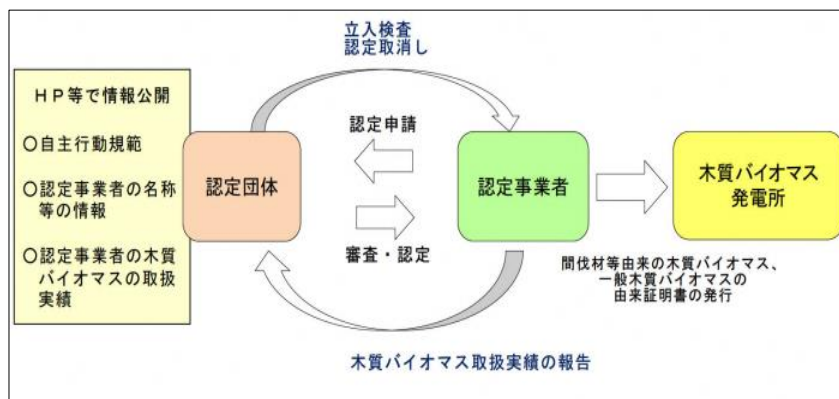 立入検査
認定取消し
ＨＰ等で情報公開
○自主行動規範
○認定事業者の名称
等の情報
○認定事業者の木質
バイオマスの取扱
実績
認定団体
認定申請
審査・認定
認定事業者
木質バイオマス
発電所
間伐材等由来の木質バイオマス、
一般木質バイオマスの
由来証明書の発行
木質バイオマス取扱実績の報告